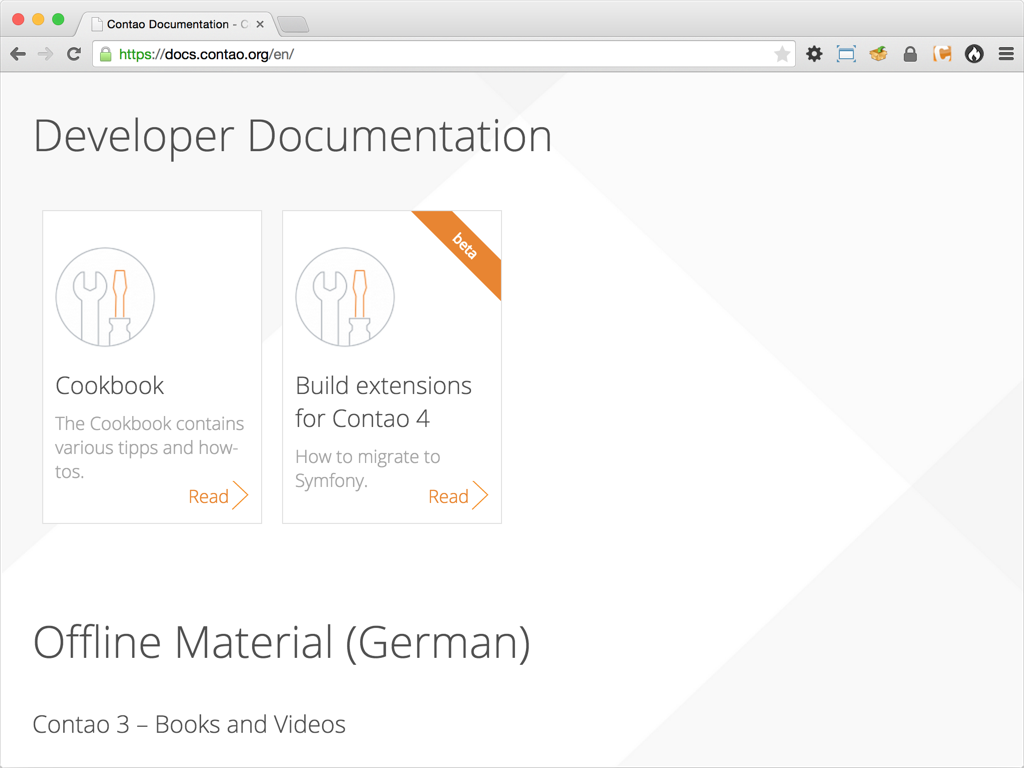 Contao Documentation - C
https://docs.contao.org/en/
Developer Documentation
beta
Cookbook
The Cookbook contains
various tipps and how-
tos.
Read
Build extensions
for Contao 4
How to migrate to
Symfony.
Read
Offline Material (German)
Contao 3 – Books and Videos